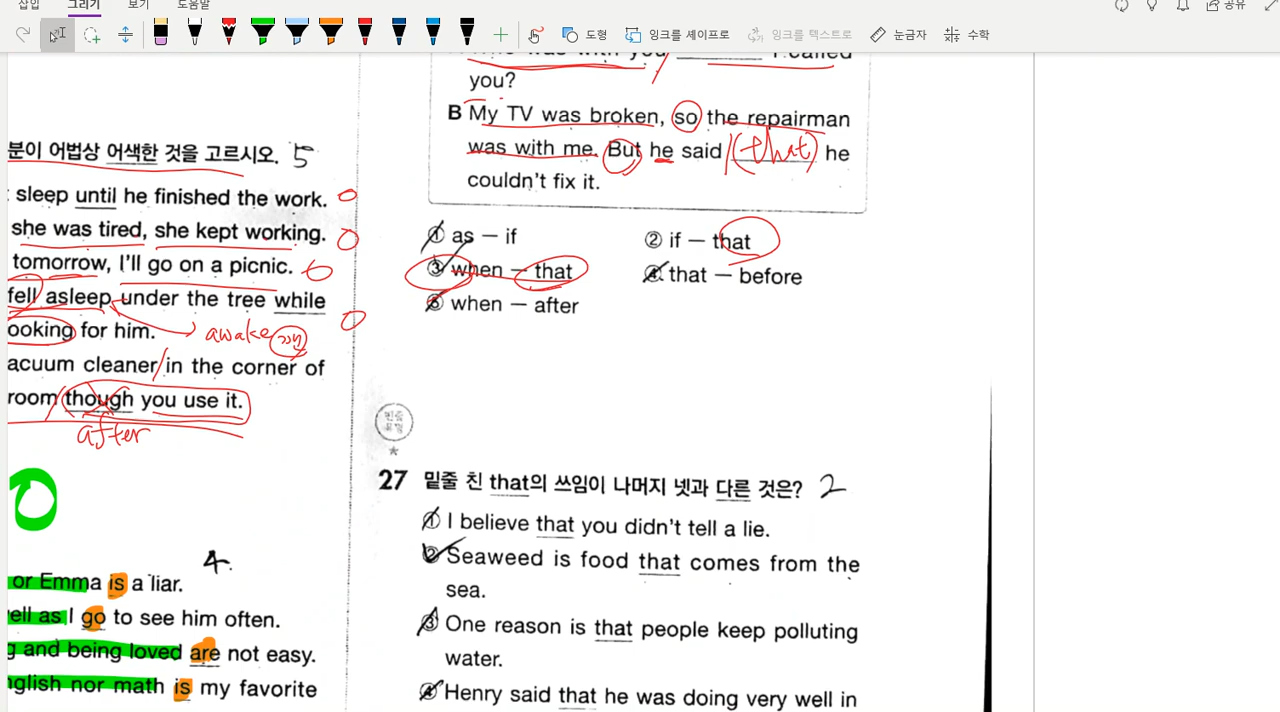 삽입 그리기 보기 도움말
공유
도형 잉크를 셰이프로 잉크를 텍스트로 눈금자 수학
분이 어법상 어색한 것을 고르시오. 5
sleep until he finished the work.
she was tired, she kept working.
tomorrow, I'll go on a picnic.
fell asleep under the tree while
ooking for him.
awake
acuum cleaner in the corner of
room though you use it.
after
4.
or Emma is a liar.
ell as I go to see him often.
g and being loved are not easy.
nglish nor math is my favorite
with you I called
you?
B My TV was broken, so the repairman
was with me. But he said (that) he
couldn't fix it.
① as – if ② if – that
③ when – that ④ that – before
⑤ when – after
27 밑줄 친 that의 쓰임이 나머지 넷과 다른 것은? 2
① I believe that you didn't tell a lie.
② Seaweed is food that comes from the
sea.
③ One reason is that people keep polluting
water.
④ Henry said that he was doing very well in